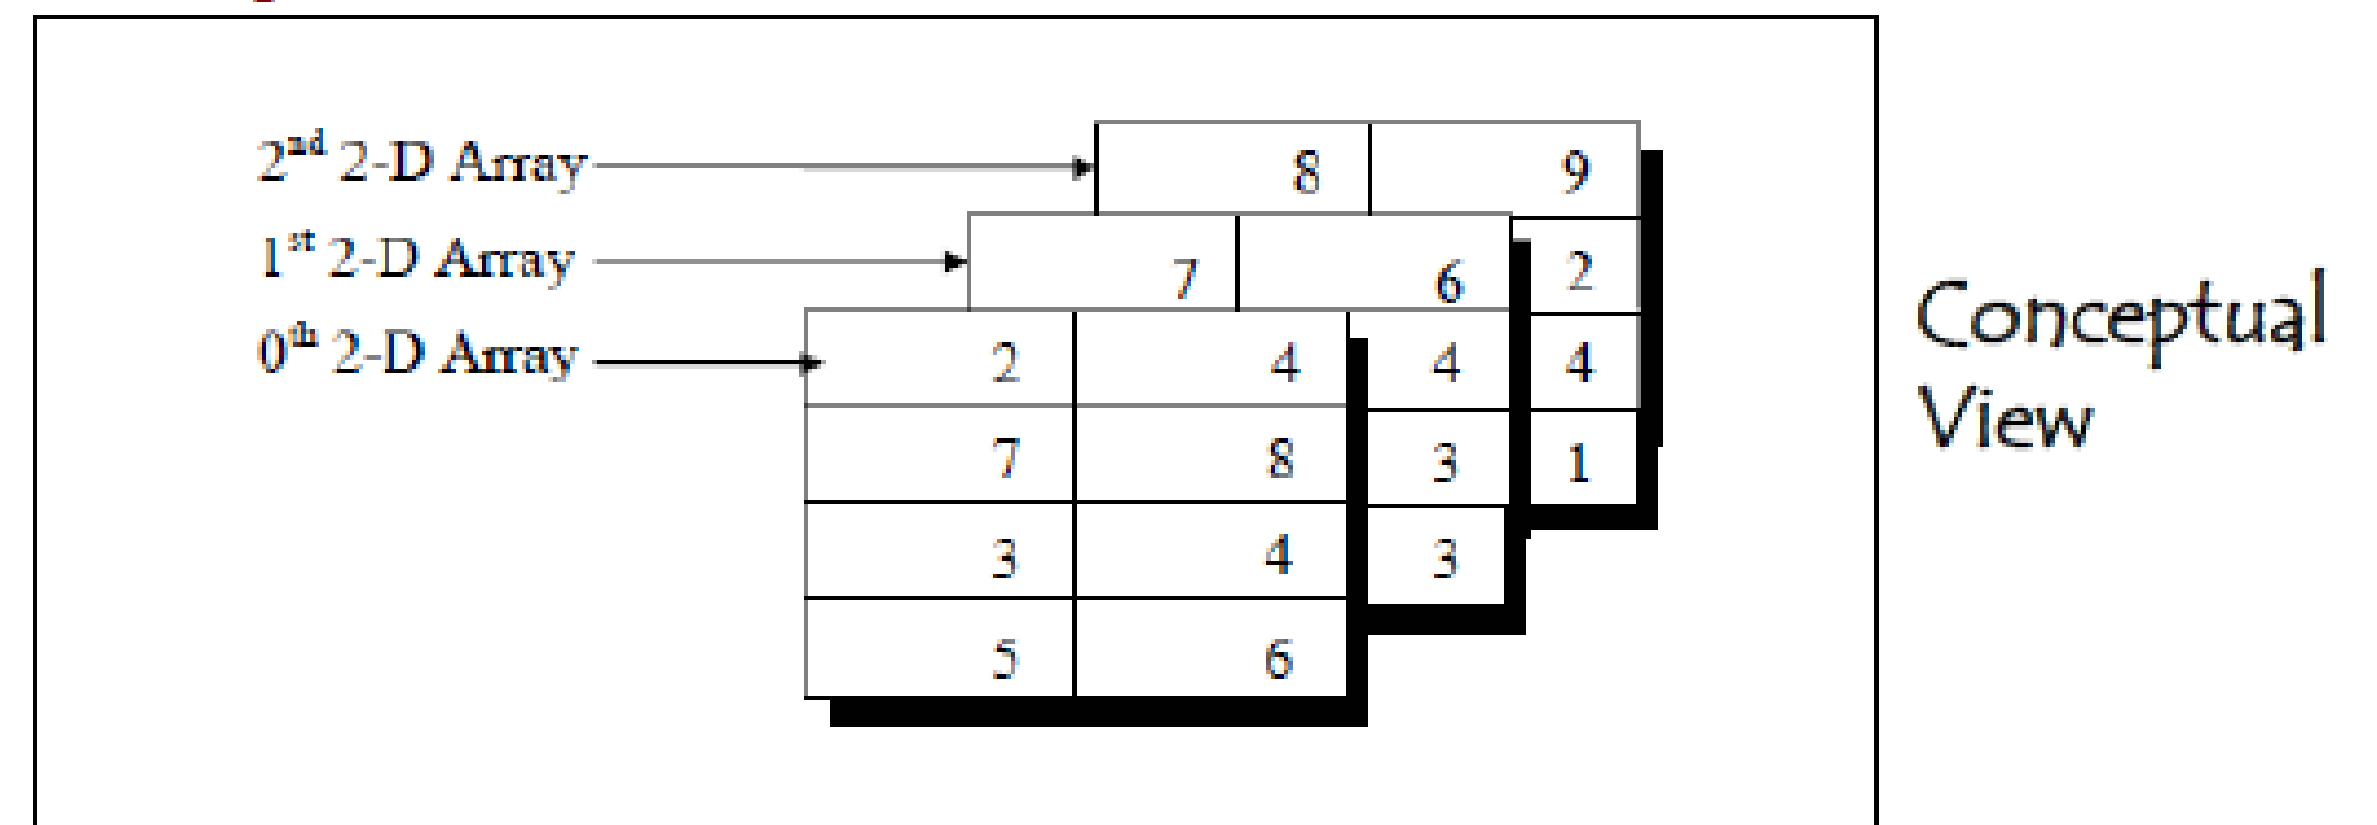 2nd 2-D Array 8 9
1st 2-D Array 7 6 2
0th 2-D Array 2 4 4 4
7 8 3 1
3 4 3
5 6
Conceptual
View